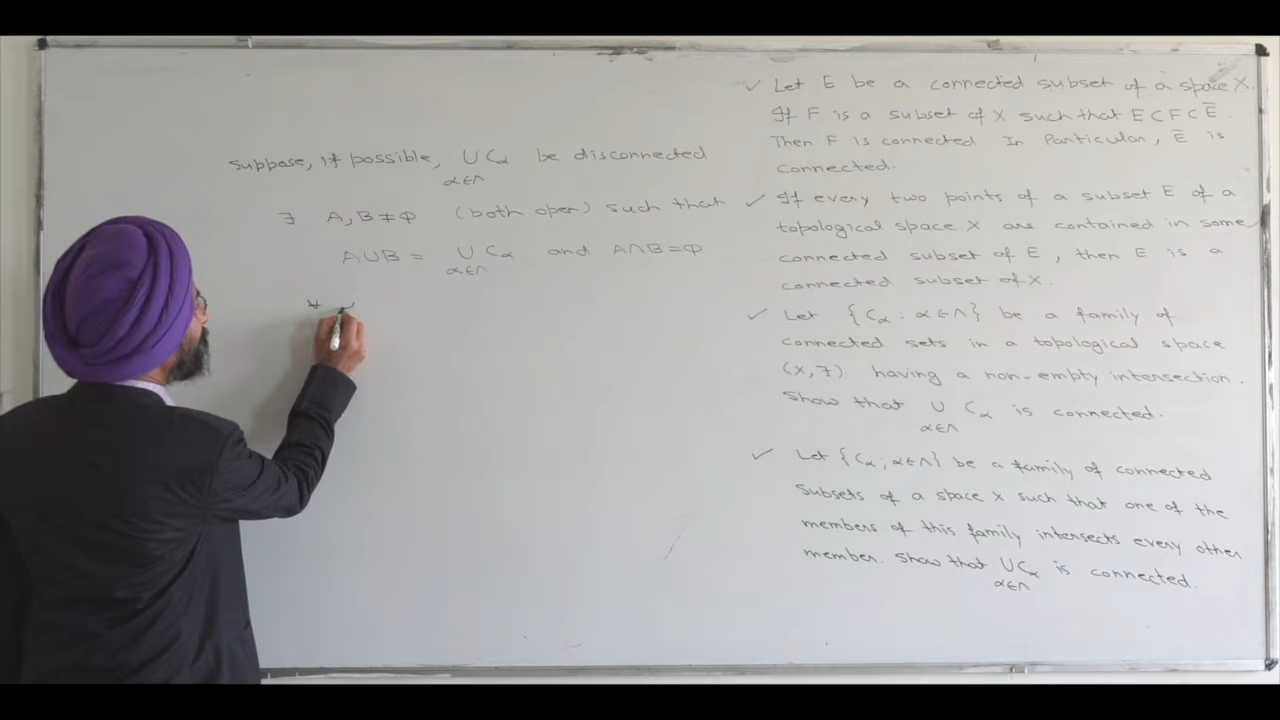 Suppose, if possible, ∪ Cα be disconnected
α∈Λ
∃ A, B ≠ φ (both open) such that
A∪B = ∪ Cα and A∩B = φ
α∈Λ
∀
✓ Let E be a connected subset of a space X.
If F is a subset of X such that E⊂F⊂E̅.
Then F is connected In Particular, E̅ is
connected.
✓ If every two points of a subset E of a
topological space X are contained in some
connected subset of E, then E is a
connected subset of X.
✓ Let {Cα : α∈Λ} be a family of
connected sets in a topological space
(X, T) having a non-empty intersection.
Show that ∪ Cα is connected.
α∈Λ
✓ Let {Cα ; α∈Λ} be a family of connected
Subsets of a space X such that one of the
members of this family intersects every other
member. Show that ∪Cα is connected.
α∈Λ